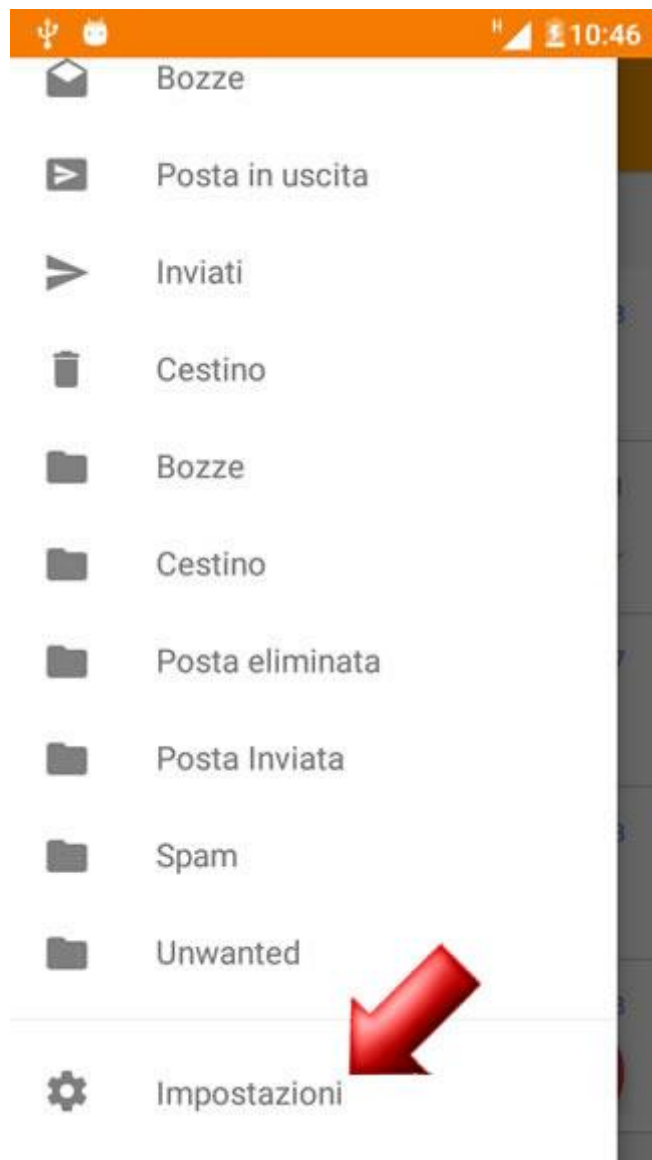 H 10:46
Bozze
Posta in uscita
Inviati
Cestino
Bozze
Cestino
Posta eliminata
Posta Inviata
Spam
Unwanted
Impostazioni